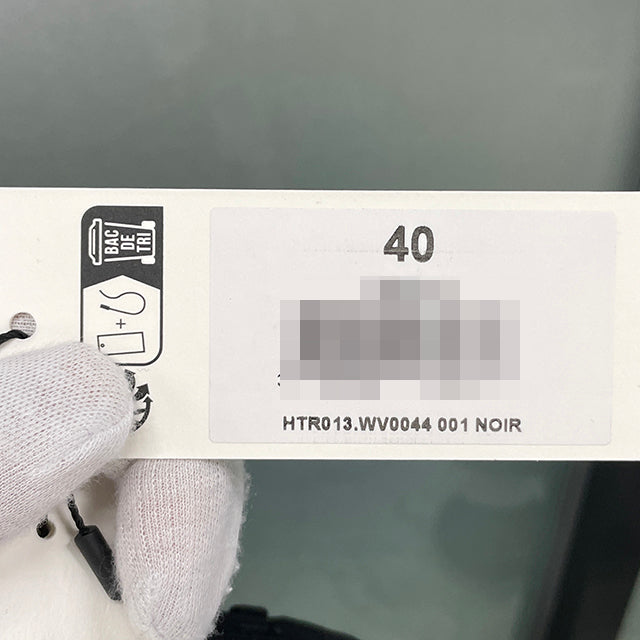 BAC
DE
TRI
+
40
HTR013.WV0044 001 NOIR